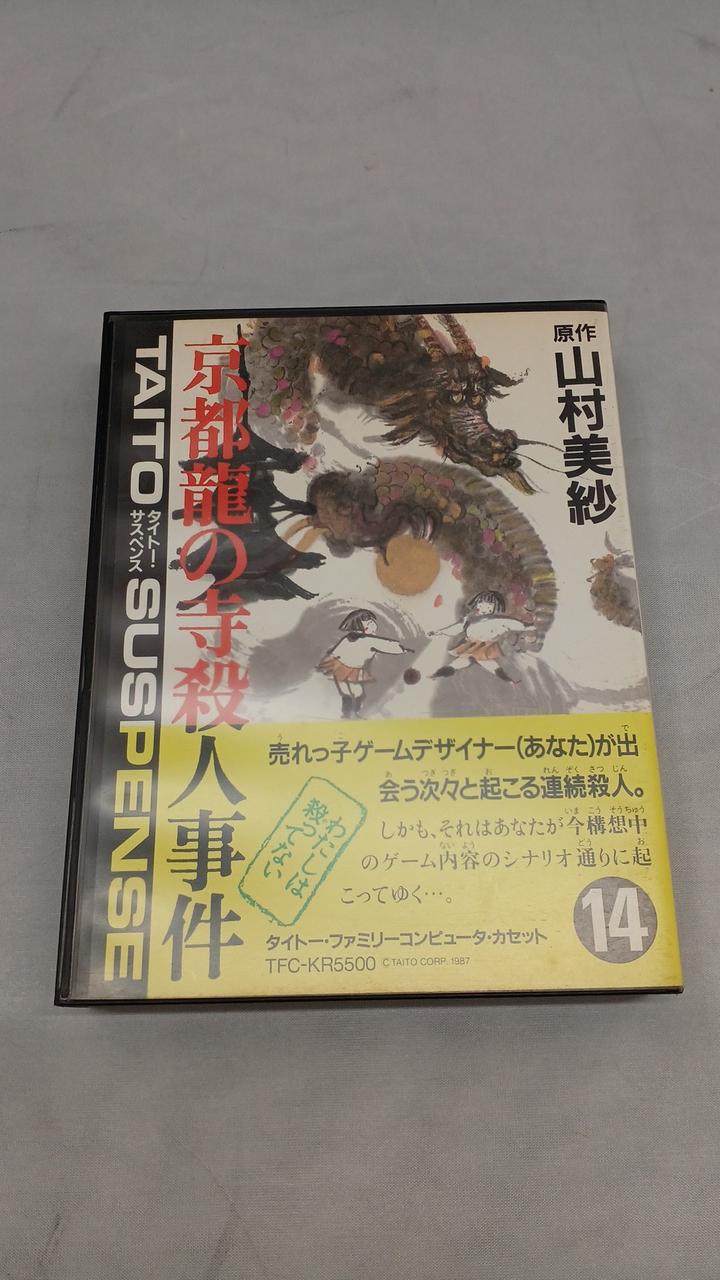 原作 山村美紗
京都龍の寺殺人事件
TAITO SUSPENSE
タイトー・
サスペンス
売れっ子ゲームデザイナー(あなた)が出
会う次々と起こる連続殺人。
しかも、それはあなたが今構想中
のゲーム内容のシナリオ通りに起
こってゆく…。
わたしは
殺ってない
14
タイトー・ファミリーコンピュータ・カセット
TFC-KR5500 © TAITO CORP. 1987